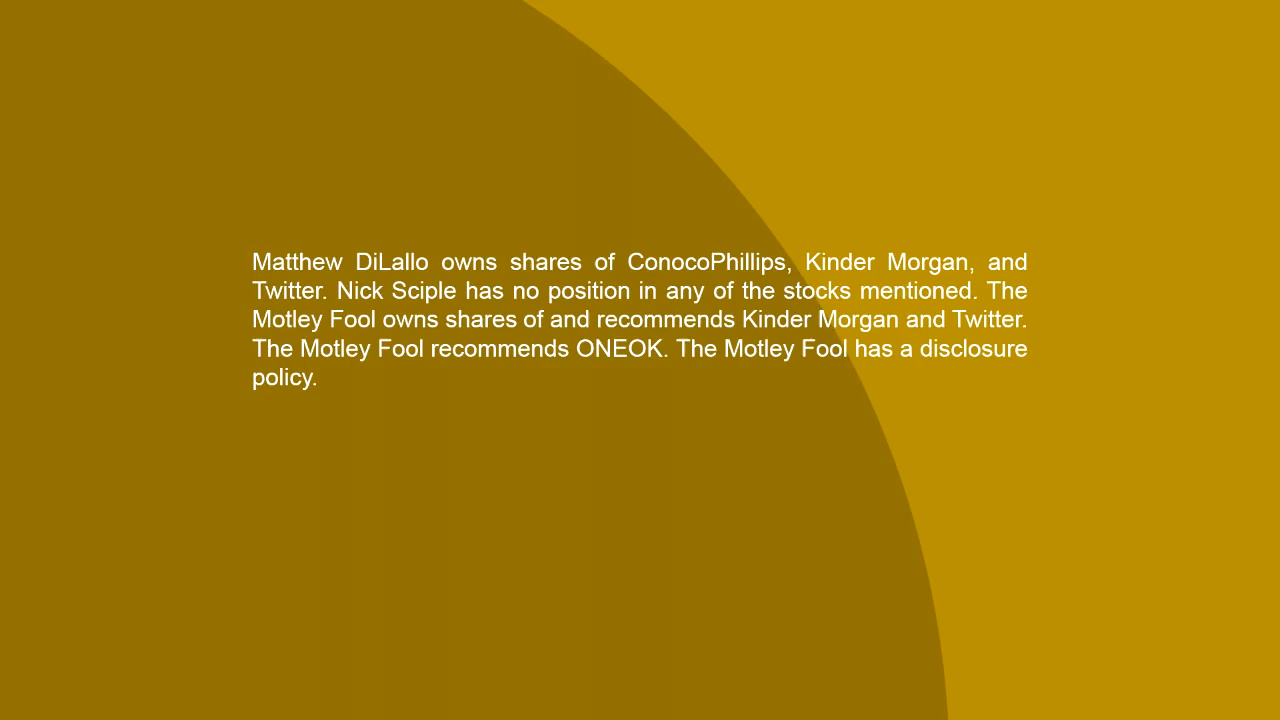 Matthew DiLallo owns shares of ConocoPhillips, Kinder Morgan, and
Twitter. Nick Sciple has no position in any of the stocks mentioned. The
Motley Fool owns shares of and recommends Kinder Morgan and Twitter.
The Motley Fool recommends ONEOK. The Motley Fool has a disclosure
policy.